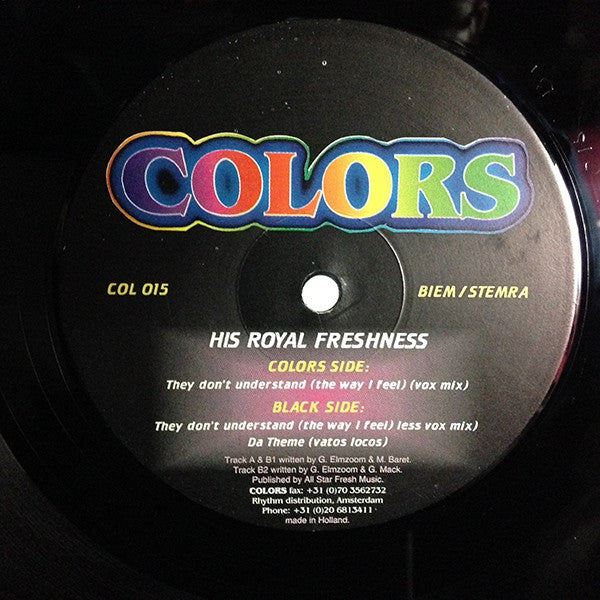 COLORS
COL 015
BIEM/STEMRA
HIS ROYAL FRESHNESS
COLORS SIDE:
They don't understand (the way I feel) (vox mix)
BLACK SIDE:
They don't understand (the way I feel) less vox mix)
Da Theme (vatos locos)
Track A & B1 written by G. Elmzoom & M. Baret.
Track B2 written by G. Elmzoom & G. Mack.
Published by All Star Fresh Music.
COLORS fax: +31 (0)70 3562732
Rhythm distribution, Amsterdam
Phone: +31 (0)20 6813411
made in Holland.